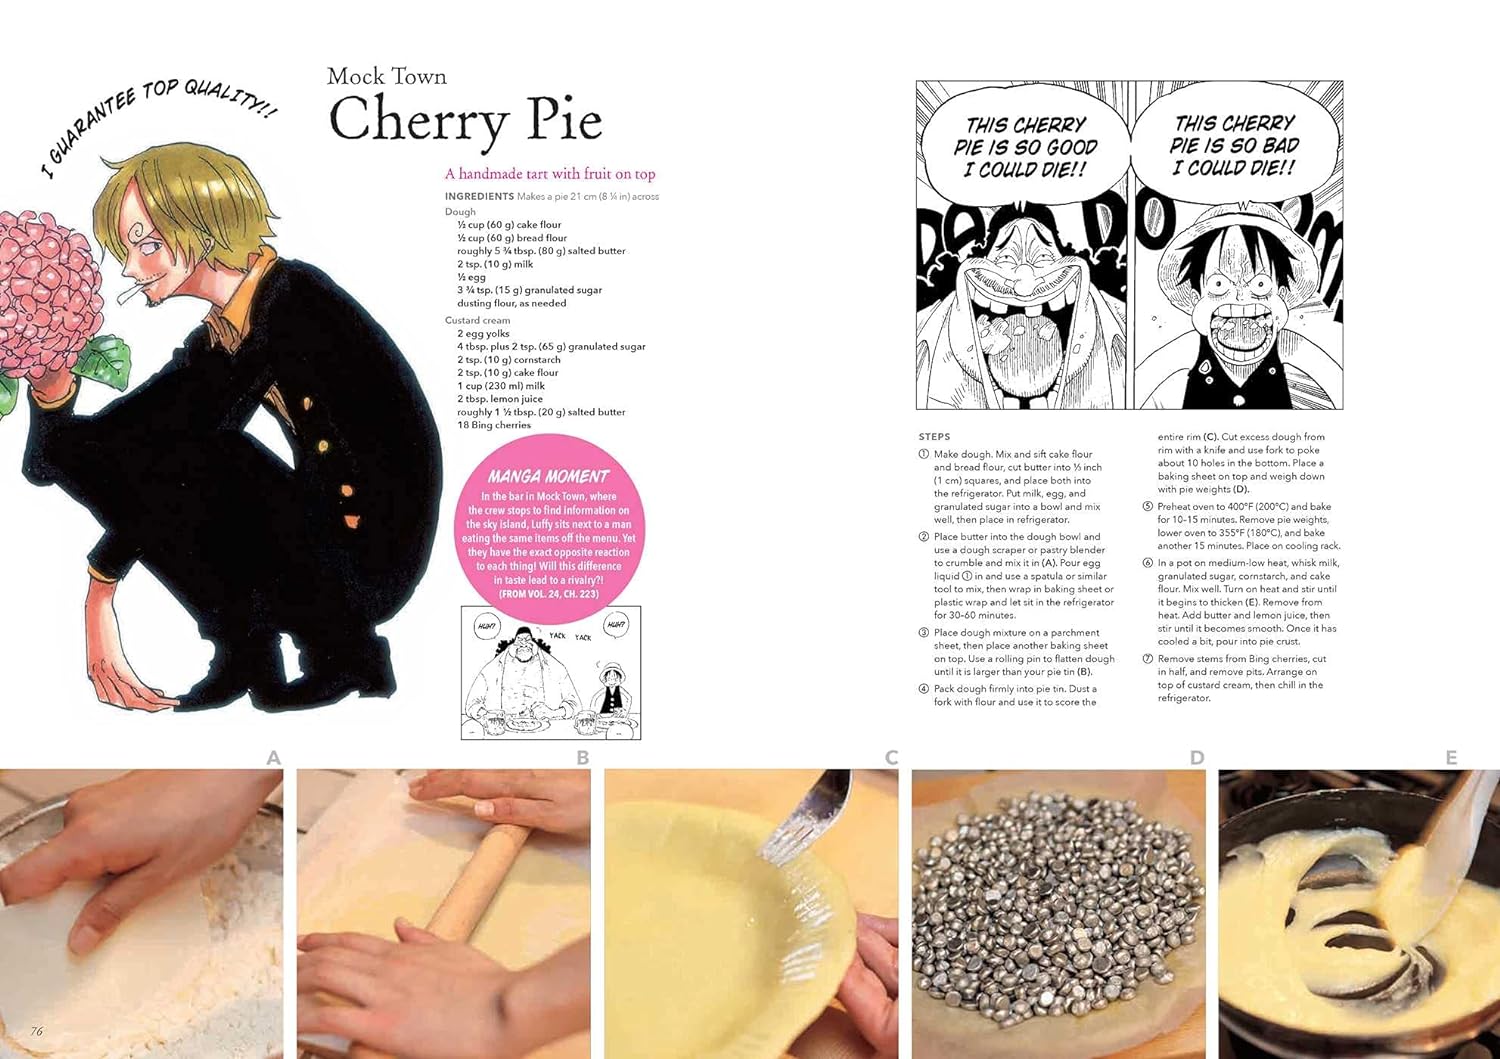 I GUARANTEE TOP QUALITY!!
Mock Town
Cherry Pie
A handmade tart with fruit on top
INGREDIENTS Makes a pie 21 cm (8 ¼ in) across
Dough
½ cup (60 g) cake flour
½ cup (60 g) bread flour
roughly 5 ¾ tbsp. (80 g) salted butter
2 tsp. (10 g) milk
½ egg
3 ¾ tsp. (15 g) granulated sugar
dusting flour, as needed
Custard cream
2 egg yolks
4 tbsp. plus 2 tsp. (65 g) granulated sugar
2 tsp. (10 g) cornstarch
2 tsp. (10 g) cake flour
1 cup (230 ml) milk
2 tbsp. lemon juice
roughly 1 ½ tbsp. (20 g) salted butter
18 Bing cherries
MANGA MOMENT
In the bar in Mock Town, where
the crew stops to find information on
the sky island, Luffy sits next to a man
eating the same items off the menu. Yet
they have the exact opposite reaction
to each thing! Will this difference
in taste lead to a rivalry?!
(FROM VOL. 24, CH. 223)
HUH?
YACK
YACK
HUH?
THIS CHERRY
PIE IS SO GOOD
I COULD DIE!!
THIS CHERRY
PIE IS SO BAD
I COULD DIE!!
STEPS
① Make dough. Mix and sift cake flour
and bread flour, cut butter into ⅓ inch
(1 cm) squares, and place both into
the refrigerator. Put milk, egg, and
granulated sugar into a bowl and mix
well, then place in refrigerator.
② Place butter into the dough bowl and
use a dough scraper or pastry blender
to crumble and mix it in (A). Pour egg
liquid ① in and use a spatula or similar
tool to mix, then wrap in baking sheet or
plastic wrap and let sit in the refrigerator
for 30–60 minutes.
③ Place dough mixture on a parchment
sheet, then place another baking sheet
on top. Use a rolling pin to flatten dough
until it is larger than your pie tin (B).
④ Pack dough firmly into pie tin. Dust a
fork with flour and use it to score the
entire rim (C). Cut excess dough from
rim with a knife and use fork to poke
about 10 holes in the bottom. Place a
baking sheet on top and weigh down
with pie weights (D).
⑤ Preheat oven to 400°F (200°C) and bake
for 10–15 minutes. Remove pie weights,
lower oven to 355°F (180°C), and bake
another 15 minutes. Place on cooling rack.
⑥ In a pot on medium-low heat, whisk milk,
granulated sugar, cornstarch, and cake
flour. Mix well. Turn on heat and stir until
it begins to thicken (E). Remove from
heat. Add butter and lemon juice, then
stir until it becomes smooth. Once it has
cooled a bit, pour into pie crust.
⑦ Remove stems from Bing cherries, cut
in half, and remove pits. Arrange on
top of custard cream, then chill in the
refrigerator.
A
B
C
D
E
76